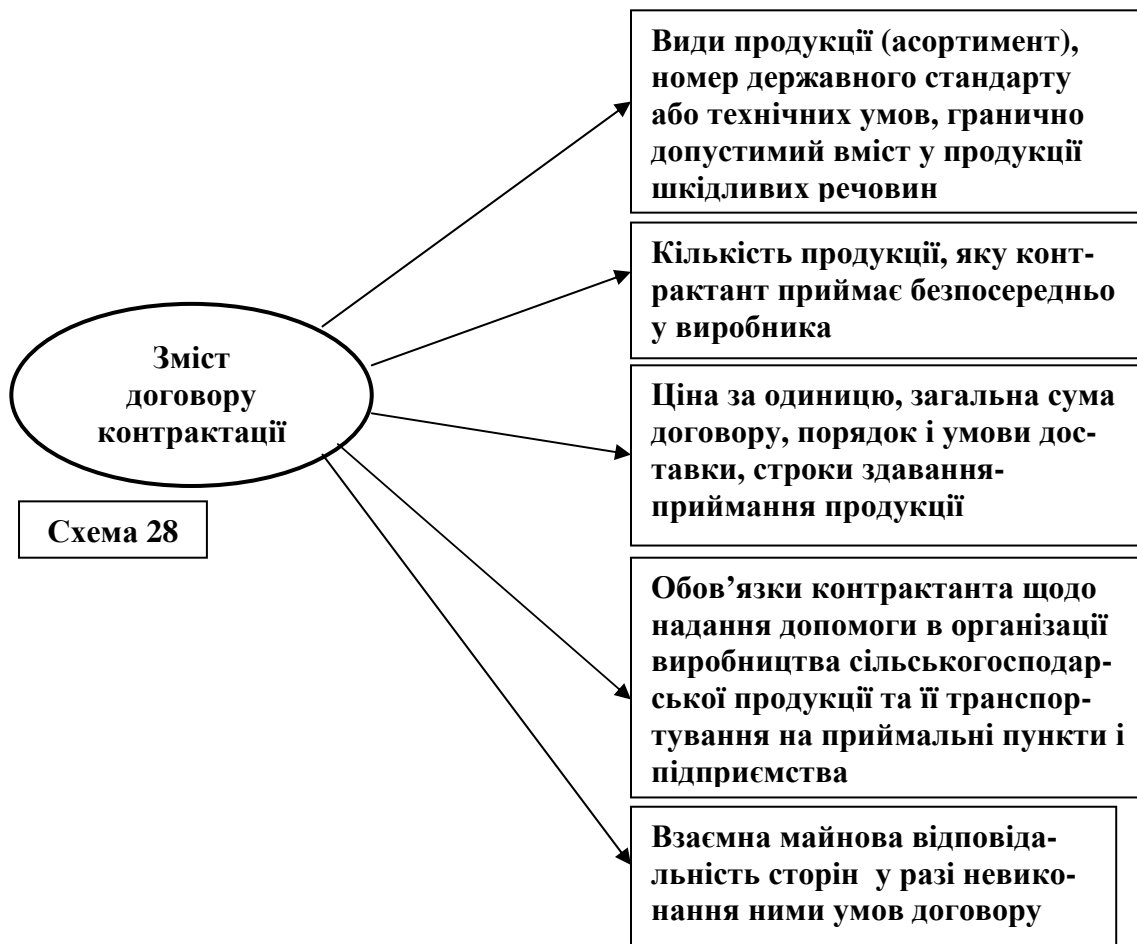 Види продукції (асортимент),
номер державного стандарту
або технічних умов, гранично
допустимий вміст у продукції
шкідливих речовин
Кількість продукції, яку конт-
рактант приймає безпосередньо
у виробника
Зміст
договору
контрактації
Ціна за одиницю, загальна сума
договору, порядок і умови дос-
тавки, строки здавання-
приймання продукції
Схема 28
Обов’язки контрактанта щодо
надання допомоги в організації
виробництва сільськогосподар-
ської продукції та її транспор-
тування на приймальні пункти і
підприємства
Взаємна майнова відповіда-
льність сторін у разі невико-
нання ними умов договору